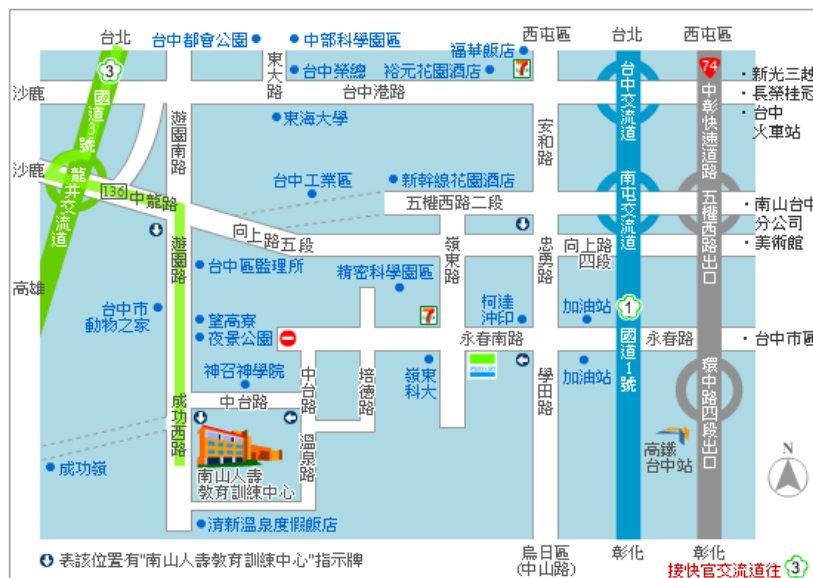 台北
台中都會公園
中部科學園區
西屯區
台北
西屯區
福華飯店
3
國道3號
東大路
台中榮總
裕元花園酒店
7
74
新光三越
沙鹿
台中港路
長榮桂冠
台中
火車站
遊園南路
東海大學
安和路
台中交流道
中彰快速道路
沙鹿
龍井交流道
136
中龍路
台中工業區
新幹線花園酒店
五權西路二段
南屯交流道
五權西路出口
南山台中
分公司
向上路五段
嶺東路
忠勇路
向上路
四段
美術館
遊園路
台中區監理所
精密科學園區
高雄
台中市
動物之家
望高寮
夜景公園
7
柯達
沖印
加油站
1
國道1號
永春南路
永春路
台中市區
神召神學院
中台路
培德路
嶺東
科大
學田路
加油站
環中路四段出口
成功西路
中台路
溫泉路
高鐵
台中站
N
成功嶺
南山人壽
教育訓練中心
清新溫泉度假飯店
表該位置有"南山人壽教育訓練中心"指示牌
烏日區
(中山路)
彰化
彰化
接快官交流道往 3